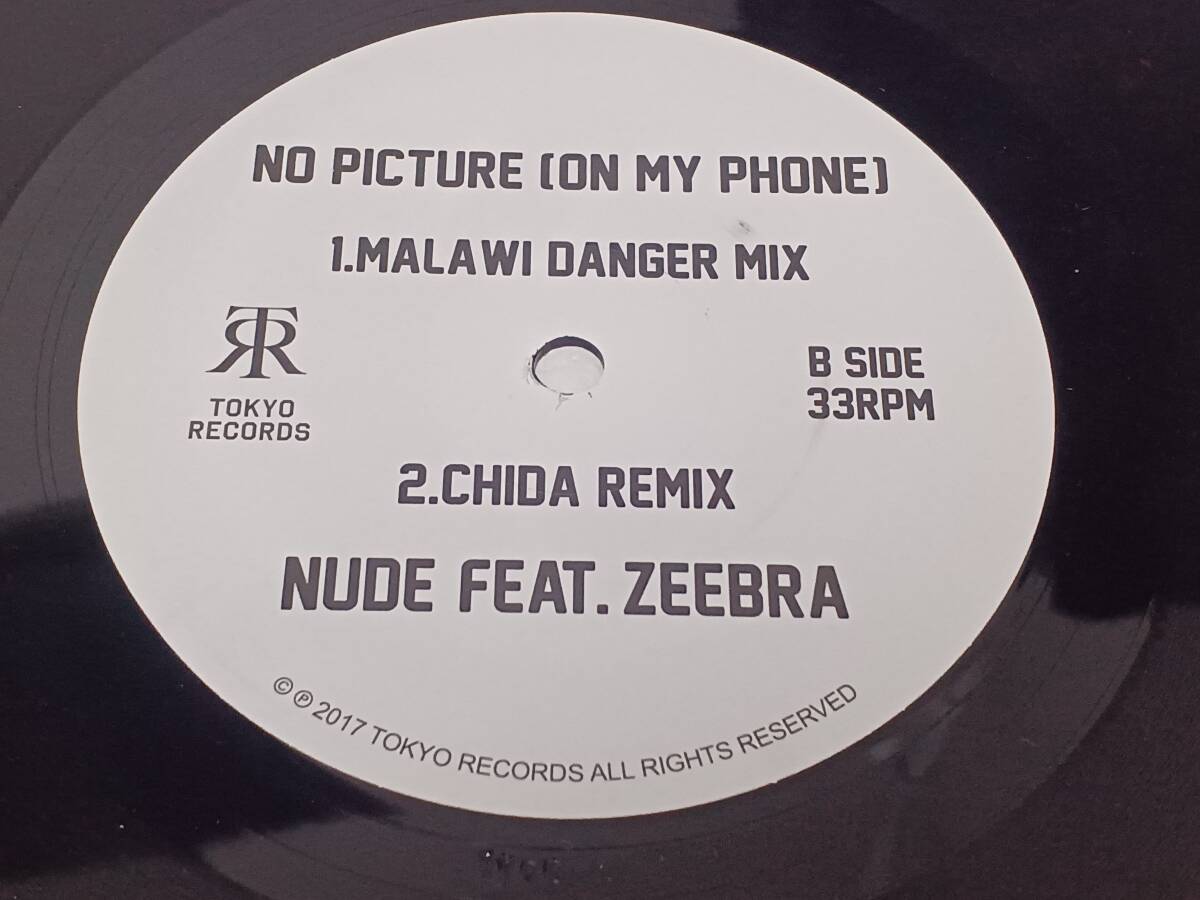 NO PICTURE (ON MY PHONE)
1.MALAWI DANGER MIX
TR
TOKYO
RECORDS
B SIDE
33RPM
2.CHIDA REMIX
NUDE FEAT. ZEEBRA
©℗ 2017 TOKYO RECORDS ALL RIGHTS RESERVED